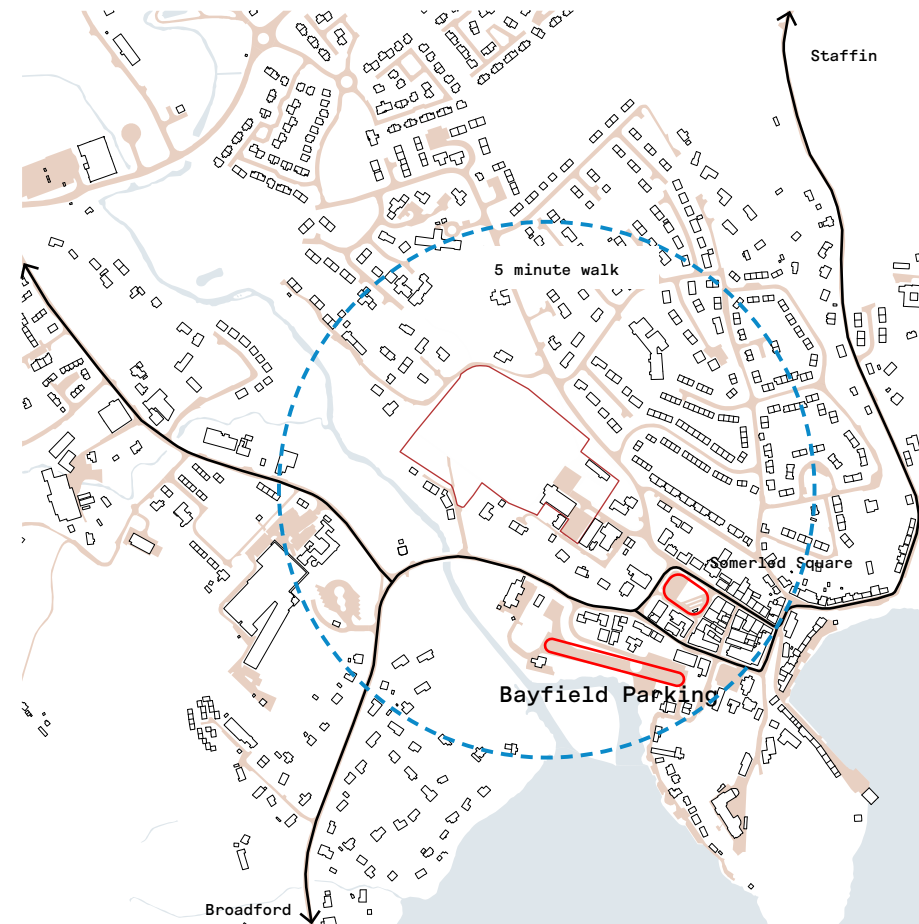 Staffin
5 minute walk
Somerled Square
Bayfield Parking
Broadford